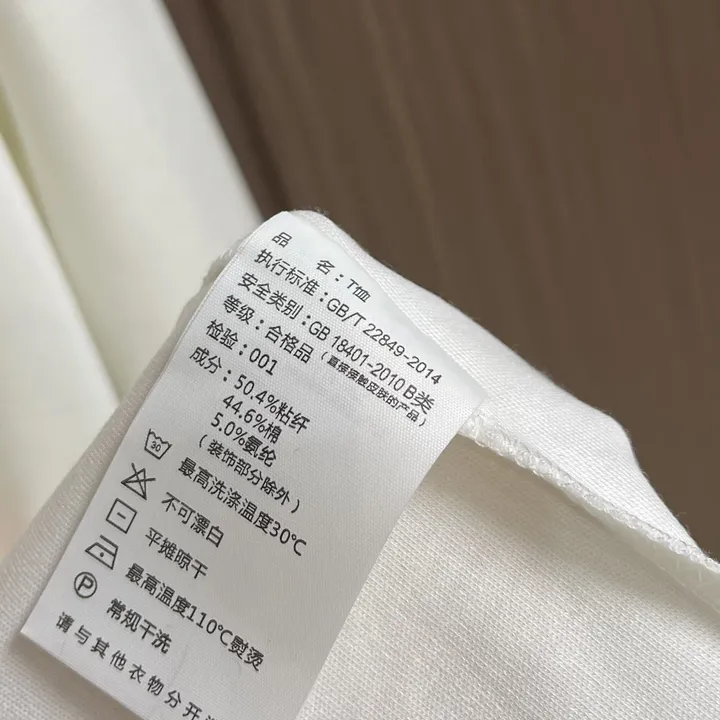 品 名：T恤
执行标准：GB/T 22849-2014
安全类别：GB 18401-2010 B类
（直接接触皮肤的产品）
等级：合格品
检验：001
成分：50.4%粘纤
44.6%棉
5.0%氨纶
（装饰部分除外）
30
最高洗涤温度30℃
不可漂白
平摊晾干
最高温度110℃熨烫
P
常规干洗
请与其他衣物分开